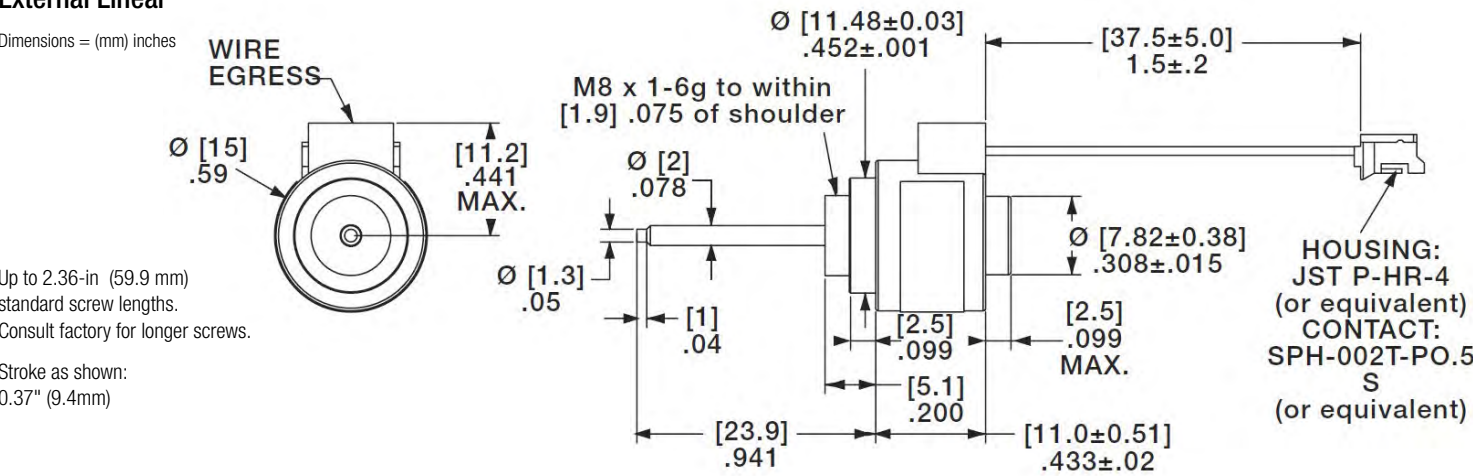 External Linear
Dimensions = (mm) inches
WIRE
EGRESS
Ø [15]
.59
[11.2]
.441
MAX.
Up to 2.36-in (59.9 mm)
standard screw lengths.
Consult factory for longer screws.
Stroke as shown:
0.37" (9.4mm)
Ø [11.48±0.03]
.452±.001
M8 x 1-6g to within
[1.9] .075 of shoulder
Ø [2]
.078
Ø [1.3]
.05
[1]
.04
[37.5±5.0]
1.5±.2
Ø [7.82±0.38]
.308±.015
[2.5]
.099
[2.5]
.099
MAX.
[5.1]
.200
[23.9]
.941
[11.0±0.51]
.433±.02
HOUSING:
JST P-HR-4
(or equivalent)
CONTACT:
SPH-002T-PO.5
S
(or equivalent)